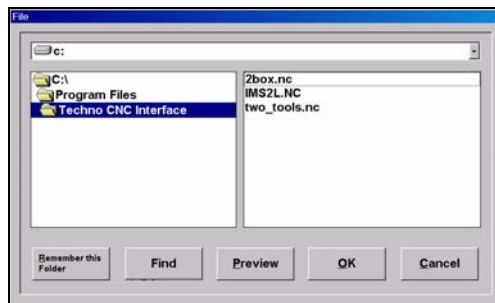 File
c:
C:\
Program Files
Techno CNC Interface
2box.nc
IMS2L.NC
two_tools.nc
Remember this
Folder
Find
Preview
OK
Cancel